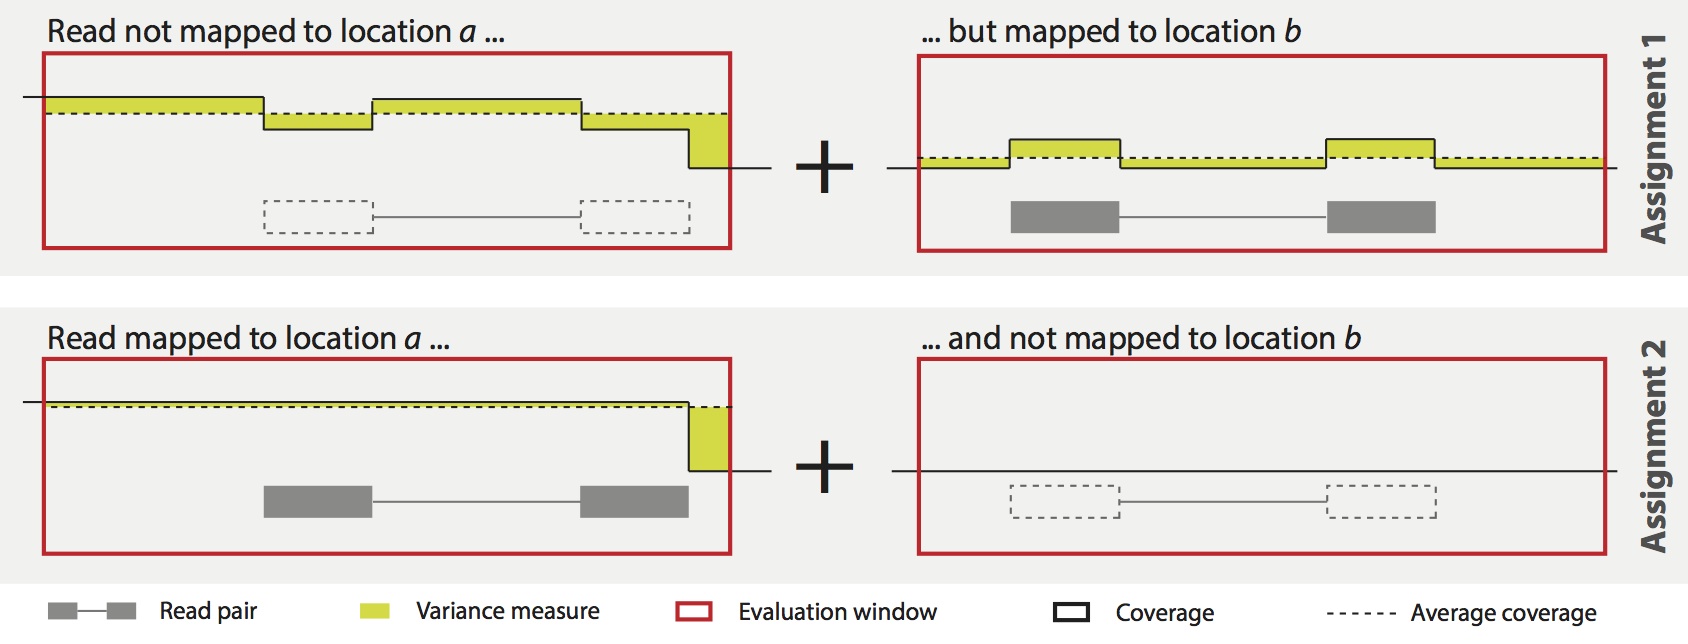 Read not mapped to location a ...
... but mapped to location b
Assignment 1
+
Read mapped to location a ...
... and not mapped to location b
Assignment 2
+
Read pair
Variance measure
Evaluation window
Coverage
Average coverage